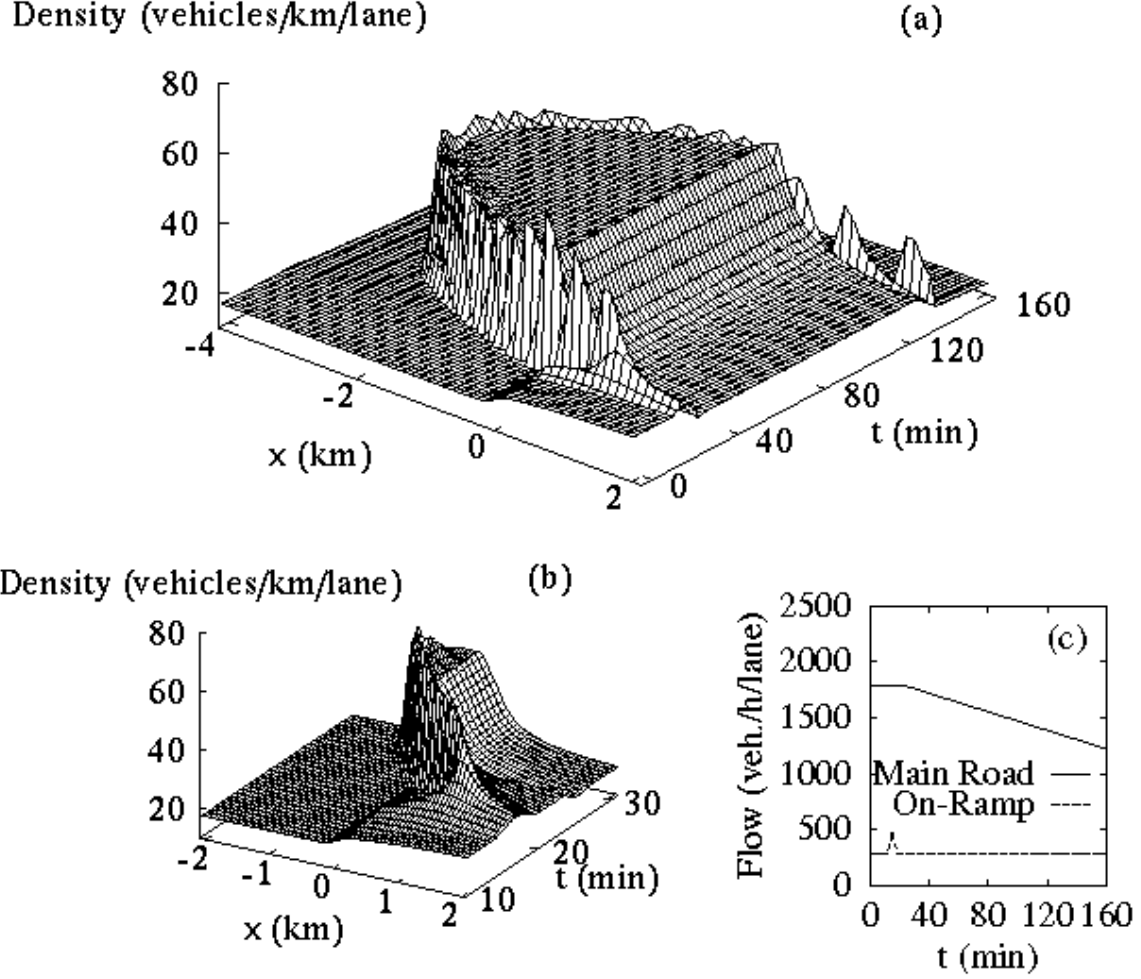 Density (vehicles/km/lane)
(a)
80
60
40
20
-4
-2
0
2
x (km)
0
40
80
120
160
t (min)
Density (vehicles/km/lane)
(b)
80
60
40
20
-2
-1
0
1
2
x (km)
10
20
30
t (min)
(c)
Flow (veh./h/lane)
2500
2000
1500
1000
500
0
Main Road
On-Ramp
0 40 80 120 160
t (min)